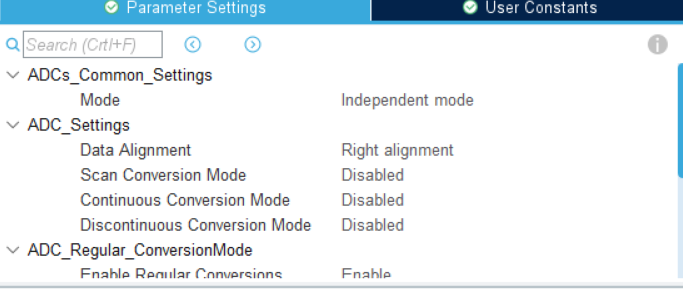 Parameter Settings User Constants
Search (Crtl+F)
ADCs_Common_Settings
Mode Independent mode
ADC_Settings
Data Alignment Right alignment
Scan Conversion Mode Disabled
Continuous Conversion Mode Disabled
Discontinuous Conversion Mode Disabled
ADC_Regular_ConversionMode
Enable Regular Conversions Enable